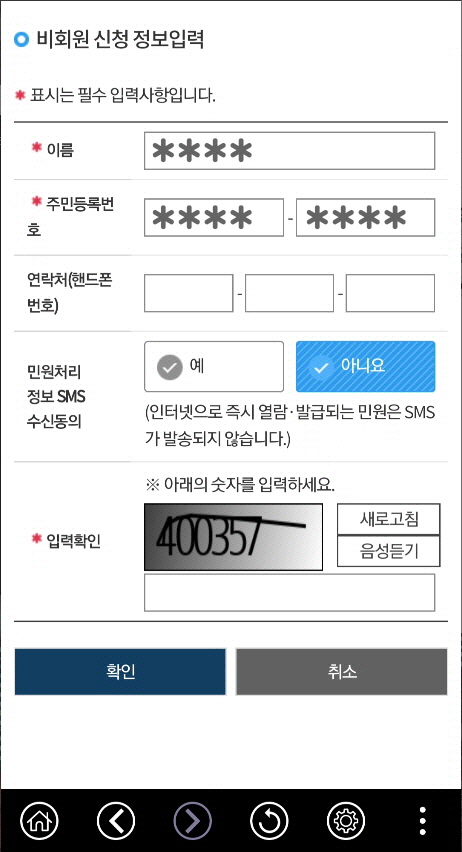 비회원 신청 정보입력
* 표시는 필수 입력사항입니다.
* 이름
****
* 주민등록번
호
**** - ****
연락처(핸드폰
번호)
- -
민원처리
정보 SMS
수신동의
예
아니요
(인터넷으로 즉시 열람·발급되는 민원은 SMS
가 발송되지 않습니다.)
※ 아래의 숫자를 입력하세요.
* 입력확인
400357
새로고침
음성듣기
확인
취소